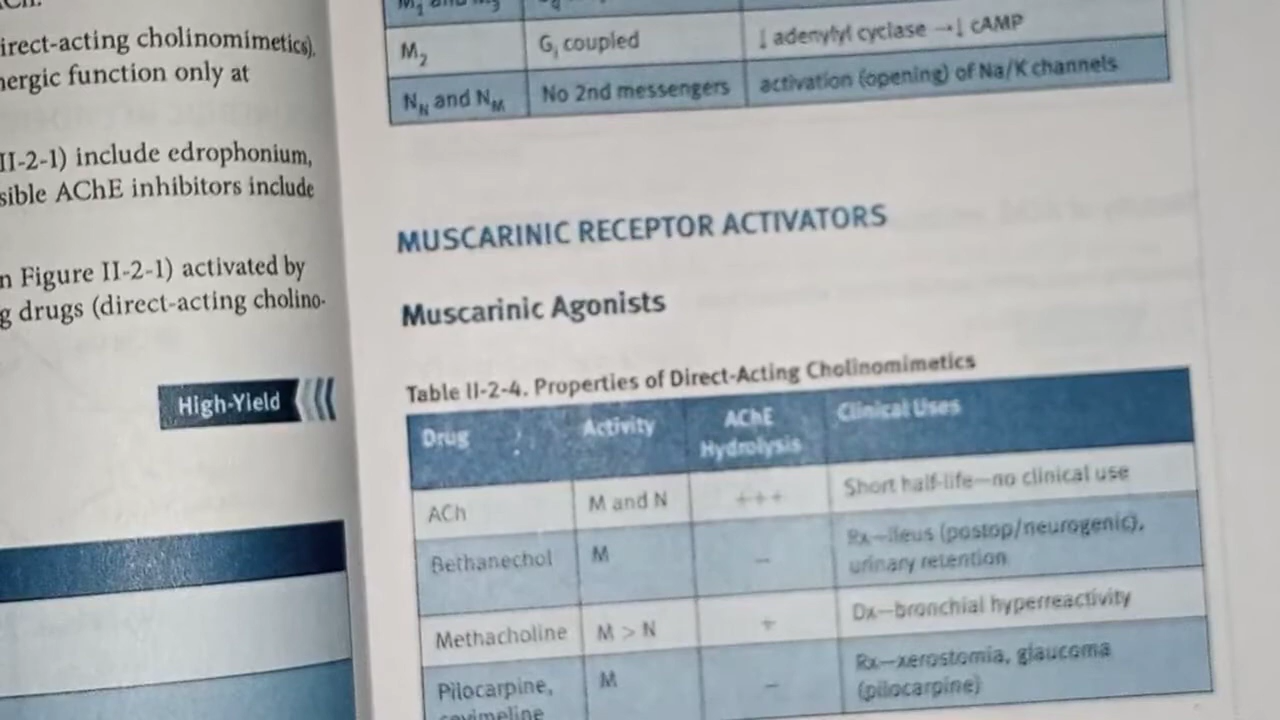 irect-acting cholinomimetics).
nergic function only at
II-2-1) include edrophonium,
sible AChE inhibitors include
n Figure II-2-1) activated by
g drugs (direct-acting cholino-
High-Yield
M₂ Gᵢ coupled ↓ adenylyl cyclase → ↓ cAMP
N_N and N_M No 2nd messengers activation (opening) of Na/K channels
MUSCARINIC RECEPTOR ACTIVATORS
Muscarinic Agonists
Table II-2-4. Properties of Direct-Acting Cholinomimetics
Drug Activity AChE Hydrolysis Clinical Uses
ACh M and N +++ Short half-life—no clinical use
Bethanechol M – Rx—ileus (postop/neurogenic),
urinary retention
Methacholine M > N + Dx—bronchial hyperreactivity
Pilocarpine, M – Rx—xerostomia, glaucoma
cevimeline (pilocarpine)